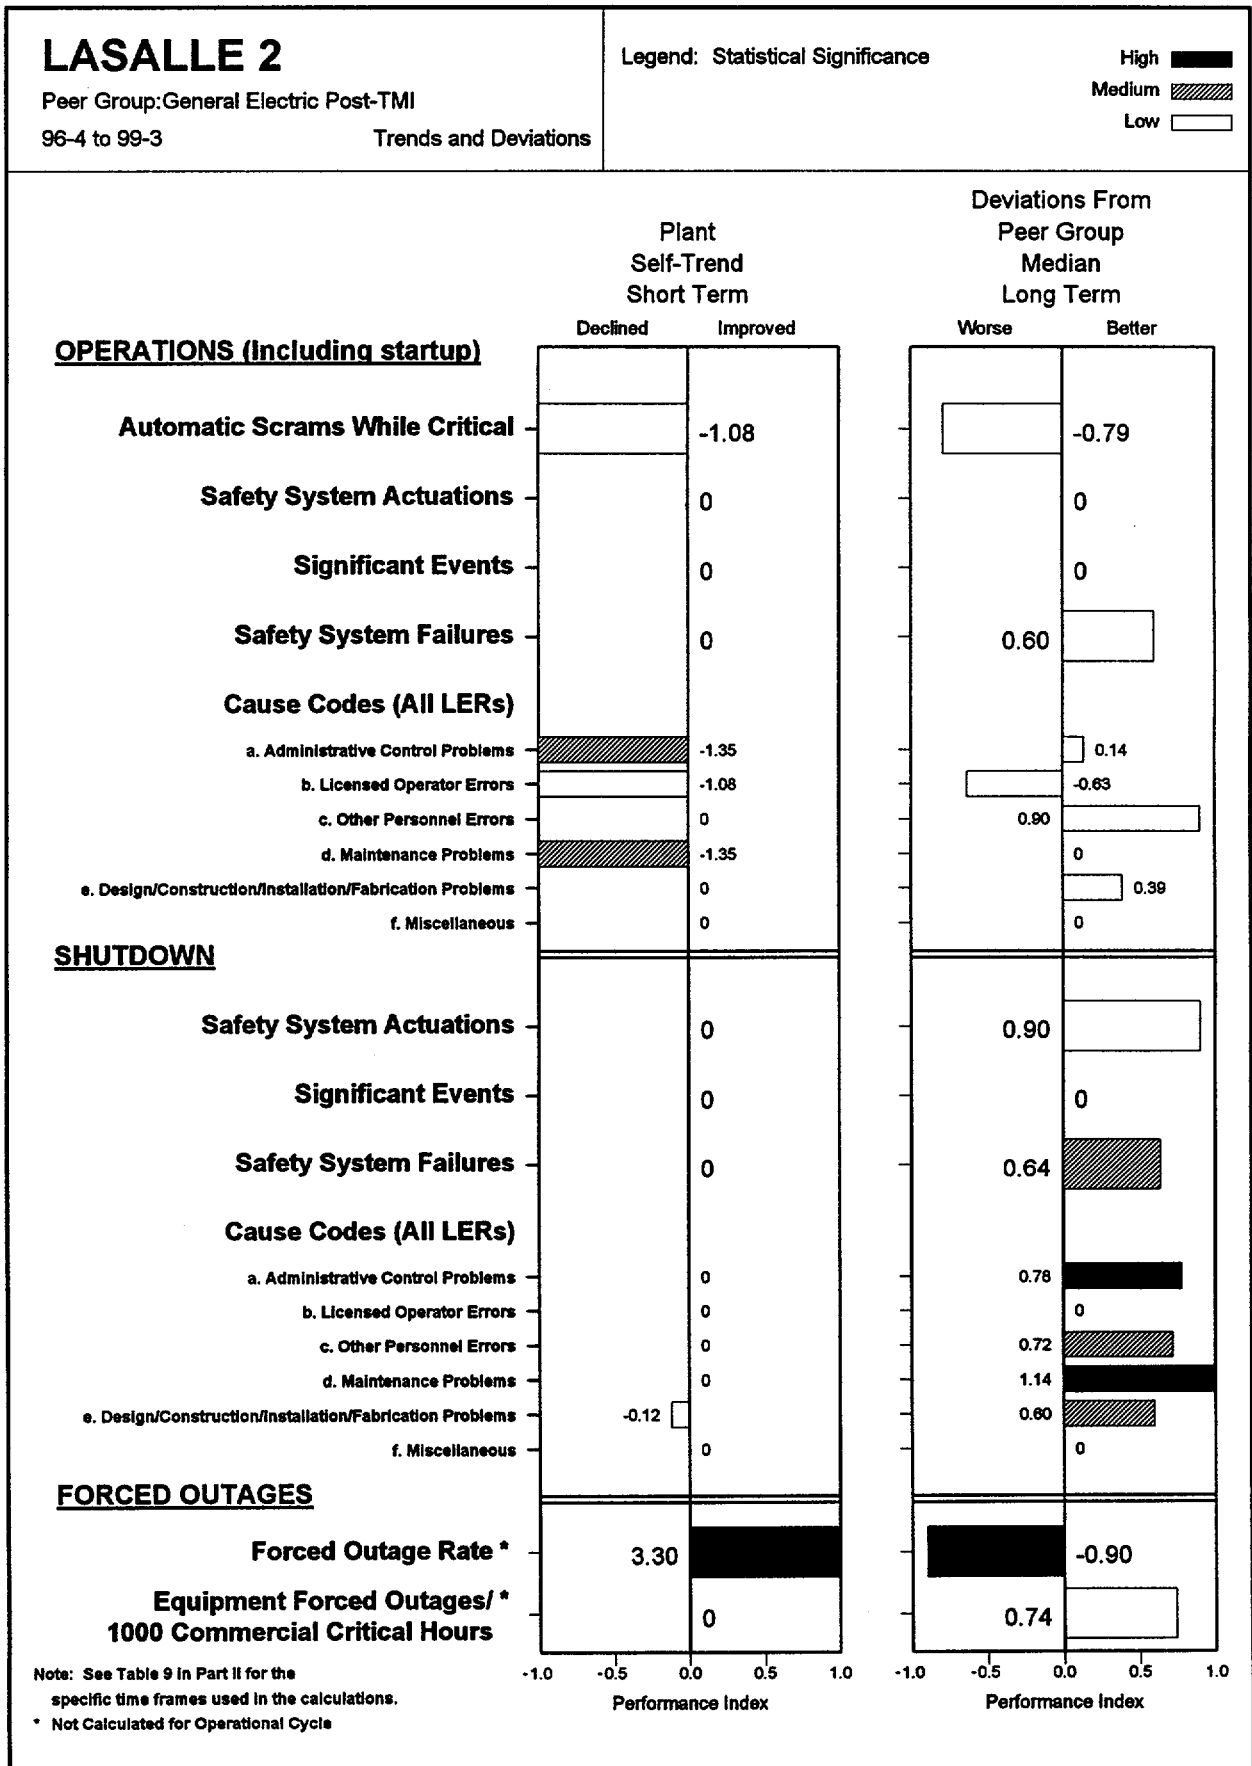 LASALLE 2
Peer Group:General Electric Post-TMI
96-4 to 99-3 Trends and Deviations
Legend: Statistical Significance
High
Medium
Low
Plant
Self-Trend
Short Term
Declined Improved
Deviations From
Peer Group
Median
Long Term
Worse Better
OPERATIONS (Including startup)
Automatic Scrams While Critical -1.08 -0.79
Safety System Actuations 0 0
Significant Events 0 0
Safety System Failures 0 0.60
Cause Codes (All LERs)
a. Administrative Control Problems -1.35 0.14
b. Licensed Operator Errors -1.08 -0.63
c. Other Personnel Errors 0 0.90
d. Maintenance Problems -1.35 0
e. Design/Construction/Installation/Fabrication Problems 0 0.39
f. Miscellaneous 0 0
SHUTDOWN
Safety System Actuations 0 0.90
Significant Events 0 0
Safety System Failures 0 0.64
Cause Codes (All LERs)
a. Administrative Control Problems 0 0.78
b. Licensed Operator Errors 0 0
c. Other Personnel Errors 0 0.72
d. Maintenance Problems 0 1.14
e. Design/Construction/Installation/Fabrication Problems -0.12 0.60
f. Miscellaneous 0 0
FORCED OUTAGES
Forced Outage Rate * 3.30 -0.90
Equipment Forced Outages/ *
1000 Commercial Critical Hours 0 0.74
-1.0 -0.5 0.0 0.5 1.0 -1.0 -0.5 0.0 0.5 1.0
Performance Index Performance Index
Note: See Table 9 in Part II for the
specific time frames used in the calculations.
* Not Calculated for Operational Cycle